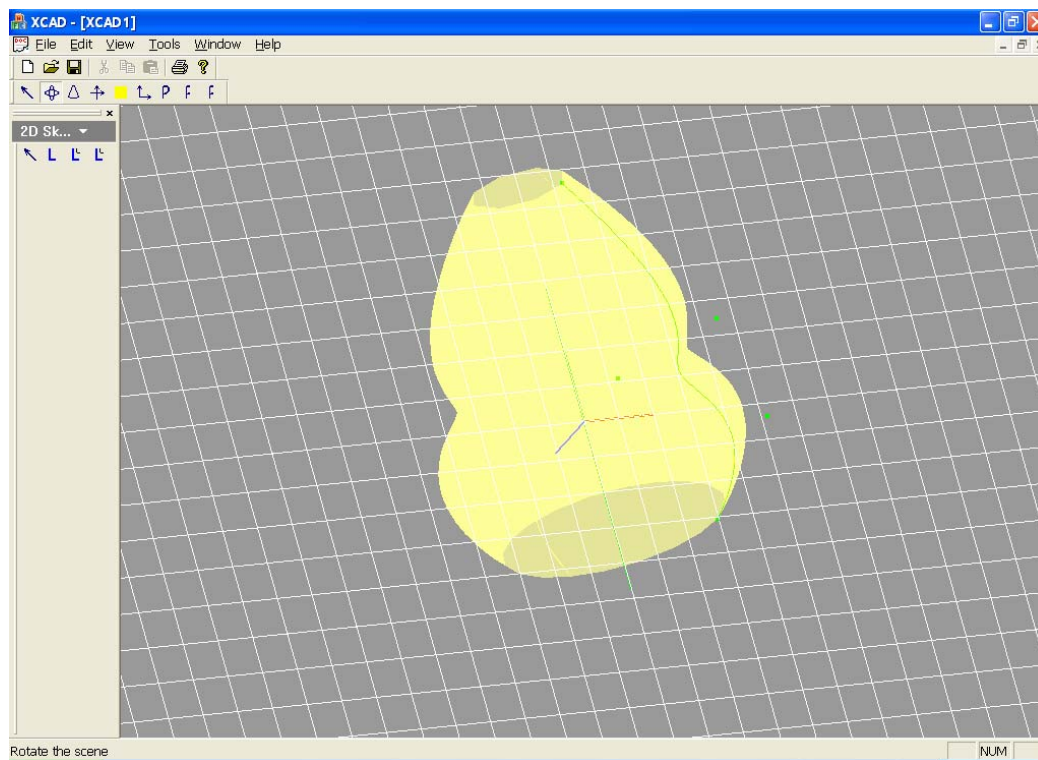 XCAD - [XCAD1]
File Edit View Tools Window Help
P F F
2D Sk...
L L L
Rotate the scene
NUM